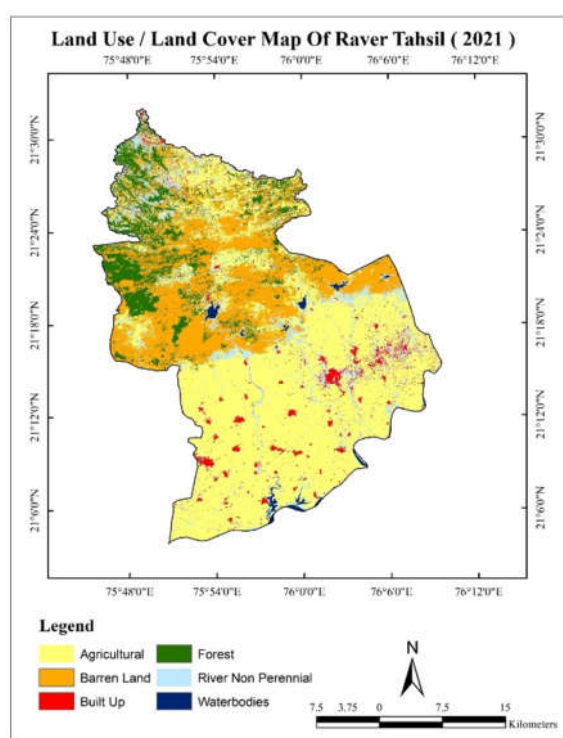 Land Use / Land Cover Map Of Raver Tahsil ( 2021 )
75°48'0"E 75°54'0"E 76°0'0"E 76°6'0"E 76°12'0"E
21°30'0"N 21°30'0"N
21°24'0"N 21°24'0"N
21°18'0"N 21°18'0"N
21°12'0"N 21°12'0"N
21°6'0"N 21°6'0"N
75°48'0"E 75°54'0"E 76°0'0"E 76°6'0"E 76°12'0"E
Legend
Agricultural Forest
Barren Land River Non Perennial
Built Up Waterbodies
N
7.5 3.75 0 7.5 15
Kilometers